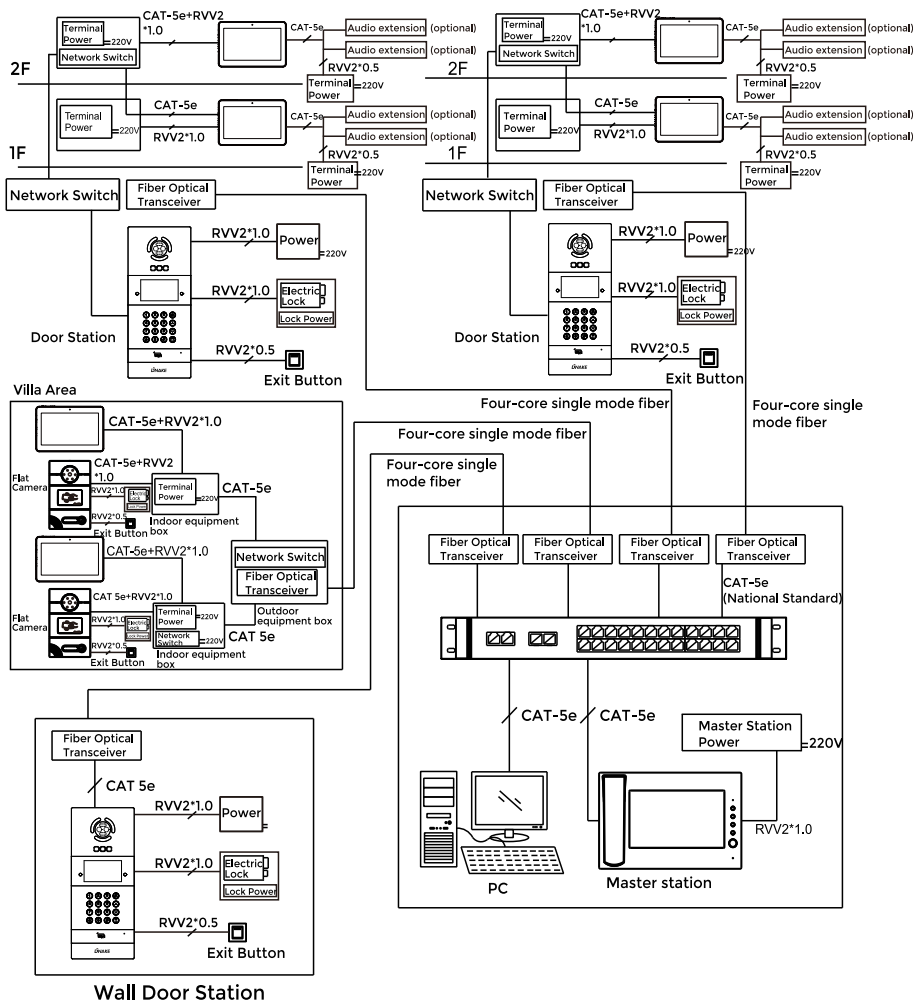 CAT-5e+RVV2
*1.0
Terminal
Power
220V
Network Switch
CAT-5e
Audio extension (optional)
Audio extension (optional)
RVV2*0.5
Terminal
Power
220V
2F
Terminal
Power
220V
CAT-5e
RVV2*1.0
CAT-5e
Audio extension (optional)
Audio extension (optional)
RVV2*0.5
Terminal
Power
220V
1F
Network Switch
Fiber Optical
Transceiver
RVV2*1.0
Power
220V
RVV2*1.0
Electric
Lock
Lock Power
Door Station
RVV2*0.5
DNAKE
Exit Button
CAT-5e+RVV2
*1.0
Terminal
Power
220V
Network Switch
CAT-5e
Audio extension (optional)
Audio extension (optional)
RVV2*0.5
Terminal
Power
220V
2F
Terminal
Power
220V
CAT-5e
RVV2*1.0
CAT-5e
Audio extension (optional)
Audio extension (optional)
RVV2*0.5
Terminal
Power
220V
1F
Network Switch
Fiber Optical
Transceiver
RVV2*1.0
Power
220V
RVV2*1.0
Electric
Lock
Lock Power
Door Station
RVV2*0.5
DNAKE
Exit Button
Villa Area
CAT-5e+RVV2*1.0
Flat
Camera
CAT-5e+RVV2
*1.0
RVV2*1.0
Electric
Lock
Lock Power
Terminal
Power
220V
CAT-5e
RVV2*0.5
Exit Button
Indoor equipment
box
CAT-5e+RVV2*1.0
Network Switch
Fiber Optical
Transceiver
Outdoor
equipment box
Flat
Camera
CAT 5e+RVV2*1.0
RVV2*1.0
Electric
Lock
Lock Power
Terminal
Power
220V
Network
Switch
220V
CAT 5e
RVV2*0.5
Exit Button
Indoor equipment
box
Four-core single mode fiber
Four-core single mode fiber
Four-core single
mode fiber
Four-core single
mode fiber
Fiber Optical
Transceiver
Fiber Optical
Transceiver
Fiber Optical
Transceiver
Fiber Optical
Transceiver
CAT-5e
(National Standard)
CAT-5e
CAT-5e
Master Station
Power
220V
RVV2*1.0
PC
Master station
Fiber Optical
Transceiver
CAT 5e
RVV2*1.0
Power
RVV2*1.0
Electric
Lock
Lock Power
RVV2*0.5
DNAKE
Exit Button
Wall Door Station